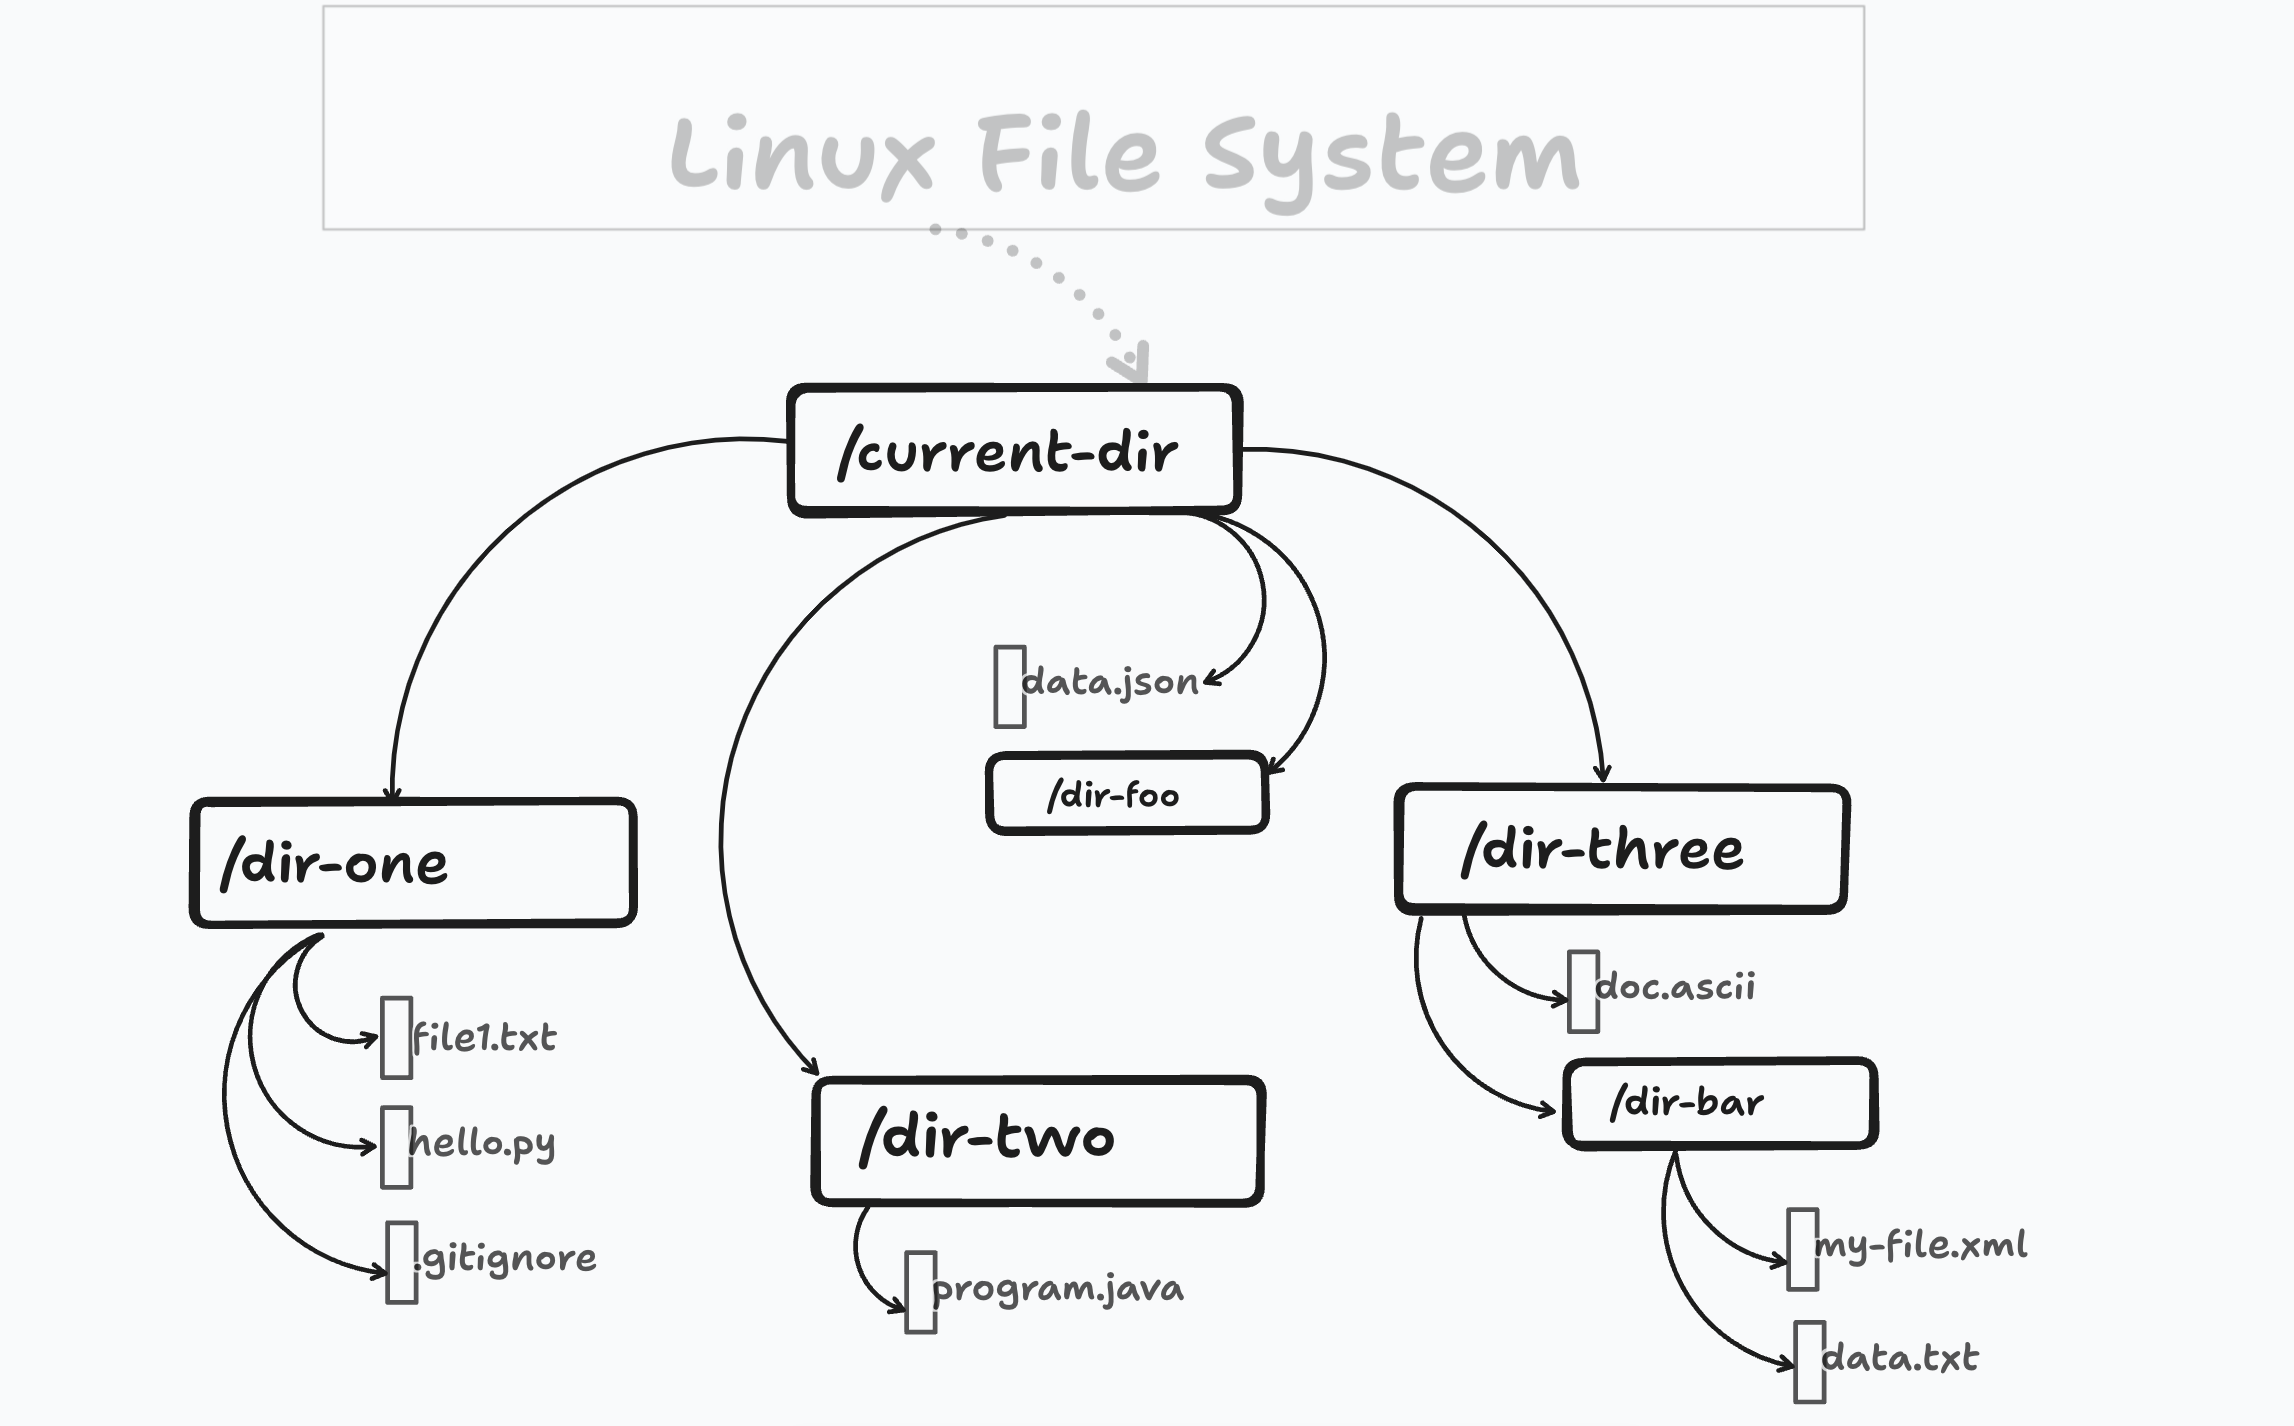 Linux File System
/current-dir
data.json
/dir-foo
/dir-one
/dir-three
file1.txt
hello.py
.gitignore
/dir-two
program.java
doc.ascii
/dir-bar
my-file.xml
data.txt